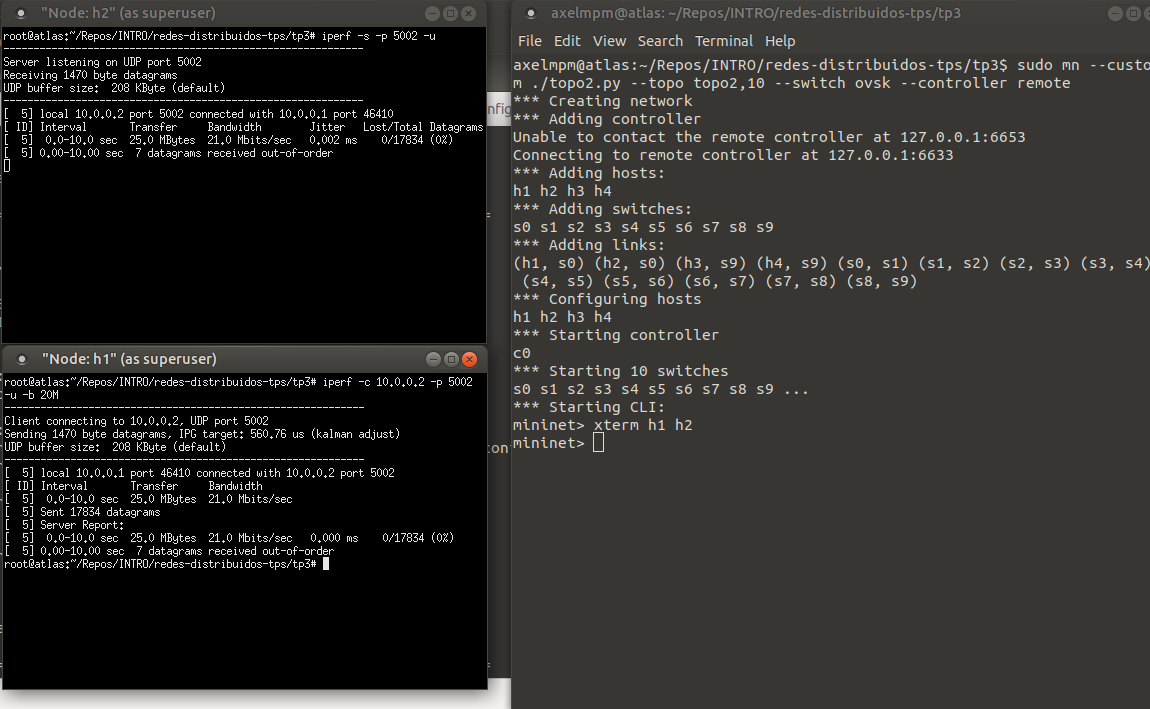 "Node: h2" (as superuser)
root@atlas:~/Repos/INTRO/redes-distribuidos-tps/tp3# iperf -s -p 5002 -u
------------------------------------------------------------
Server listening on UDP port 5002
Receiving 1470 byte datagrams
UDP buffer size:  208 KByte (default)
------------------------------------------------------------
[  5] local 10.0.0.2 port 5002 connected with 10.0.0.1 port 46410
[ ID] Interval       Transfer     Bandwidth        Jitter   Lost/Total Datagrams
[  5]  0.0-10.0 sec  25.0 MBytes  21.0 Mbits/sec   0.002 ms    0/17834 (0%)
[  5] 0.00-10.00 sec  7 datagrams received out-of-order
"Node: h1" (as superuser)
root@atlas:~/Repos/INTRO/redes-distribuidos-tps/tp3# iperf -c 10.0.0.2 -p 5002
-u -b 20M
------------------------------------------------------------
Client connecting to 10.0.0.2, UDP port 5002
Sending 1470 byte datagrams, IPG target: 560.76 us (kalman adjust)
UDP buffer size:  208 KByte (default)
------------------------------------------------------------
[  5] local 10.0.0.1 port 46410 connected with 10.0.0.2 port 5002
[ ID] Interval       Transfer     Bandwidth
[  5]  0.0-10.0 sec  25.0 MBytes  21.0 Mbits/sec
[  5] Sent 17834 datagrams
[  5] Server Report:
[  5]  0.0-10.0 sec  25.0 MBytes  21.0 Mbits/sec   0.000 ms    0/17834 (0%)
[  5] 0.00-10.00 sec  7 datagrams received out-of-order
root@atlas:~/Repos/INTRO/redes-distribuidos-tps/tp3#
axelmpm@atlas: ~/Repos/INTRO/redes-distribuidos-tps/tp3
File Edit View Search Terminal Help
axelmpm@atlas:~/Repos/INTRO/redes-distribuidos-tps/tp3$ sudo mn --custo
m ./topo2.py --topo topo2,10 --switch ovsk --controller remote
*** Creating network
*** Adding controller
Unable to contact the remote controller at 127.0.0.1:6653
Connecting to remote controller at 127.0.0.1:6633
*** Adding hosts:
h1 h2 h3 h4
*** Adding switches:
s0 s1 s2 s3 s4 s5 s6 s7 s8 s9
*** Adding links:
(h1, s0) (h2, s0) (h3, s9) (h4, s9) (s0, s1) (s1, s2) (s2, s3) (s3, s4)
(s4, s5) (s5, s6) (s6, s7) (s7, s8) (s8, s9)
*** Configuring hosts
h1 h2 h3 h4
*** Starting controller
c0
*** Starting 10 switches
s0 s1 s2 s3 s4 s5 s6 s7 s8 s9 ...
*** Starting CLI:
mininet> xterm h1 h2
mininet>